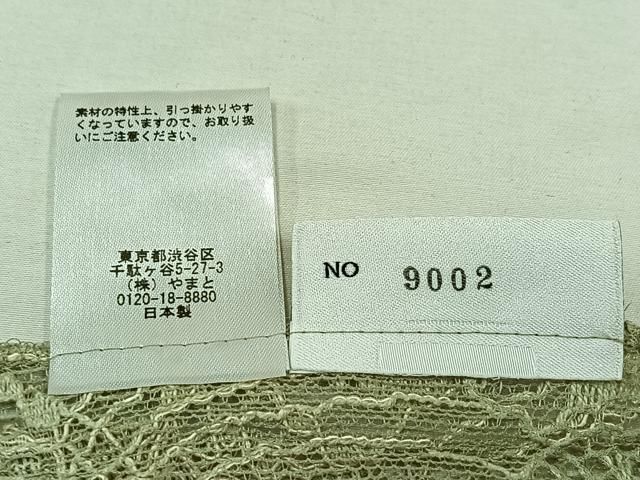 素材の特性上、引っ掛かりやす
くなっていますので、お取り扱
いにご注意ください。
東京都渋谷区
千駄ヶ谷5-27-3
（株）やまと
0120-18-8880
日本製
NO 9002